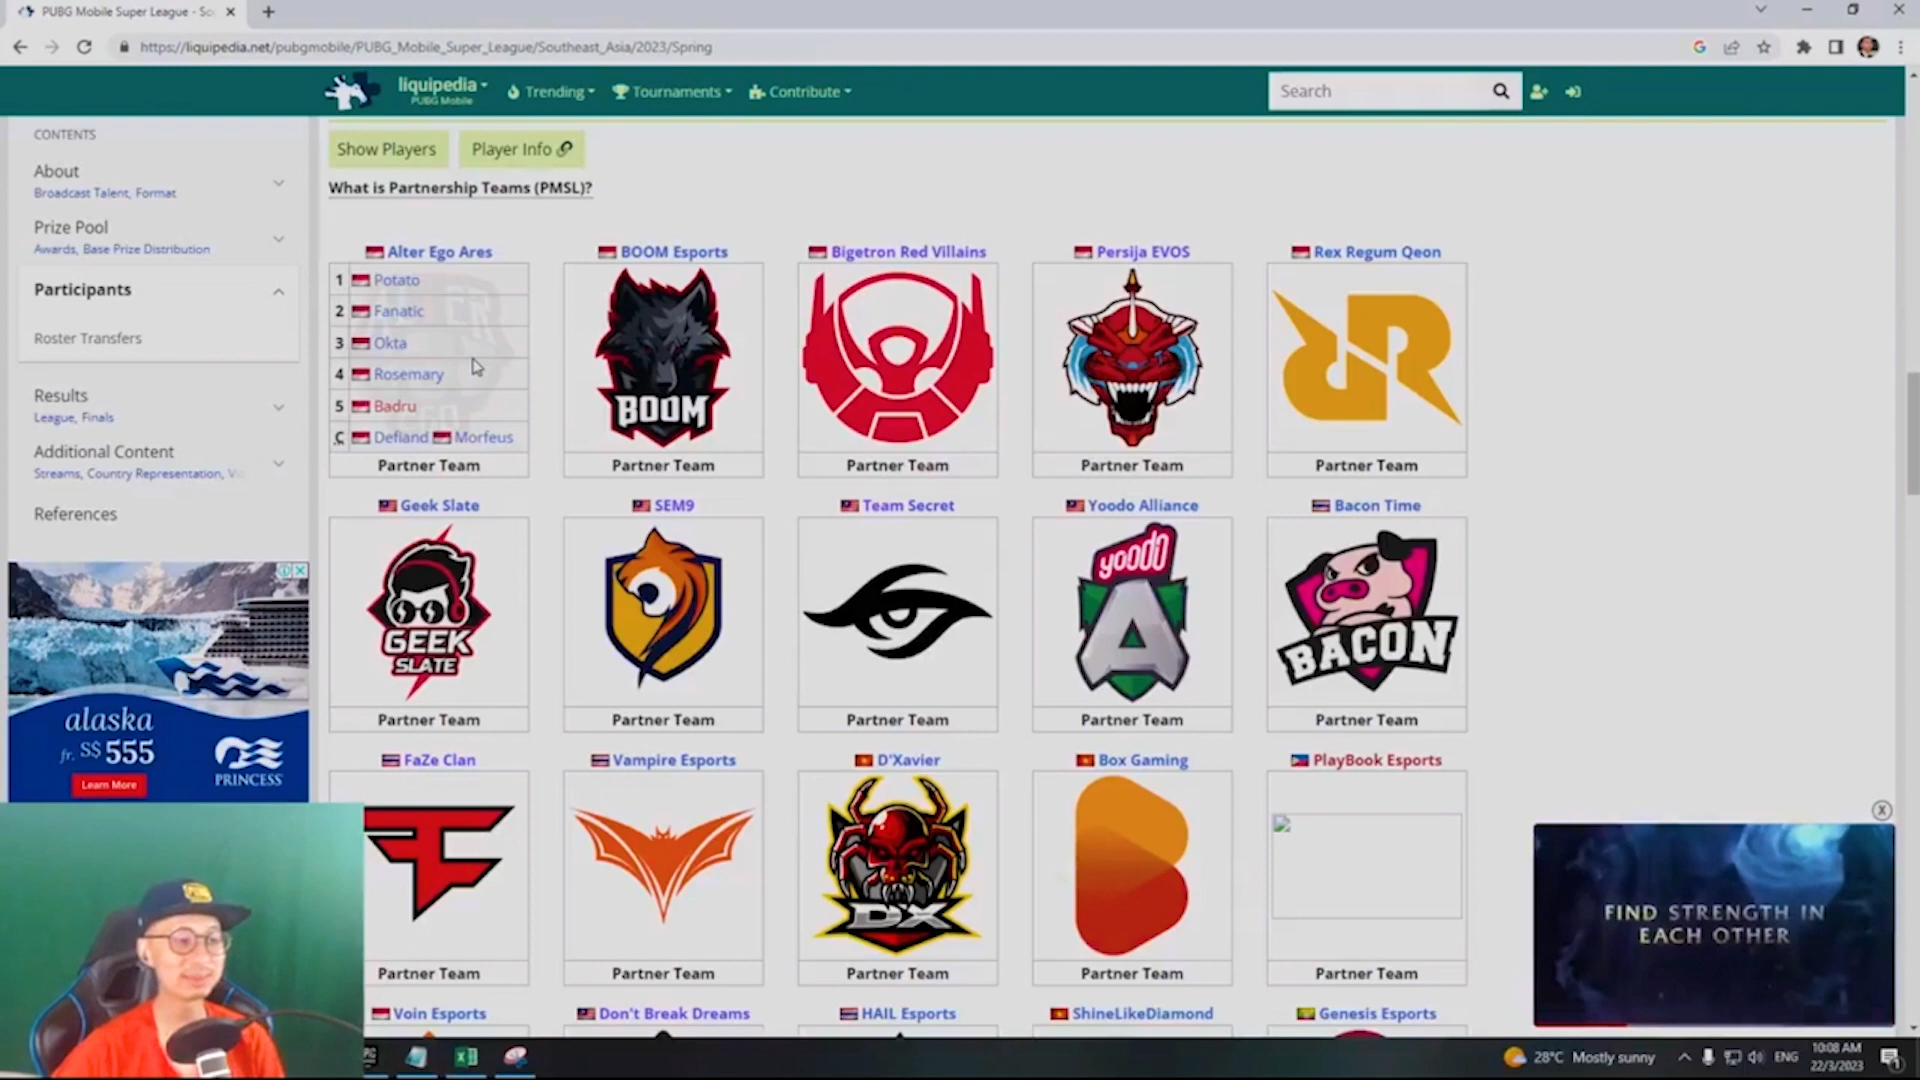 PUBG Mobile Super League - So
https://liquipedia.net/pubgmobile/PUBG_Mobile_Super_League/Southeast_Asia/2023/Spring
liquipedia
PUBG Mobile
Trending
Tournaments
Contribute
Search
CONTENTS
About
Broadcast Talent, Format
Prize Pool
Awards, Base Prize Distribution
Participants
Roster Transfers
Results
League, Finals
Additional Content
Streams, Country Representation, Vi
References
Show Players
Player Info
What is Partnership Teams (PMSL)?
Alter Ego Ares
BOOM Esports
Bigetron Red Villains
Persija EVOS
Rex Regum Qeon
1 Potato
2 Fanatic
3 Okta
4 Rosemary
5 Badru
C Defland Morfeus
BOOM
Partner Team
Partner Team
Partner Team
Partner Team
Partner Team
Geek Slate
SEM9
Team Secret
Yoodo Alliance
Bacon Time
GEEK
SLATE
yoodo
A
BACON
Partner Team
Partner Team
Partner Team
Partner Team
Partner Team
FaZe Clan
Vampire Esports
D'Xavier
Box Gaming
PlayBook Esports
DX
Partner Team
Partner Team
Partner Team
Partner Team
Partner Team
Voin Esports
Don't Break Dreams
HAIL Esports
ShineLikeDiamond
Genesis Esports
alaska
fr. S$ 555
Learn More
PRINCESS
FIND STRENGTH IN
EACH OTHER
28°C Mostly sunny
ENG
10:08 AM
22/3/2023